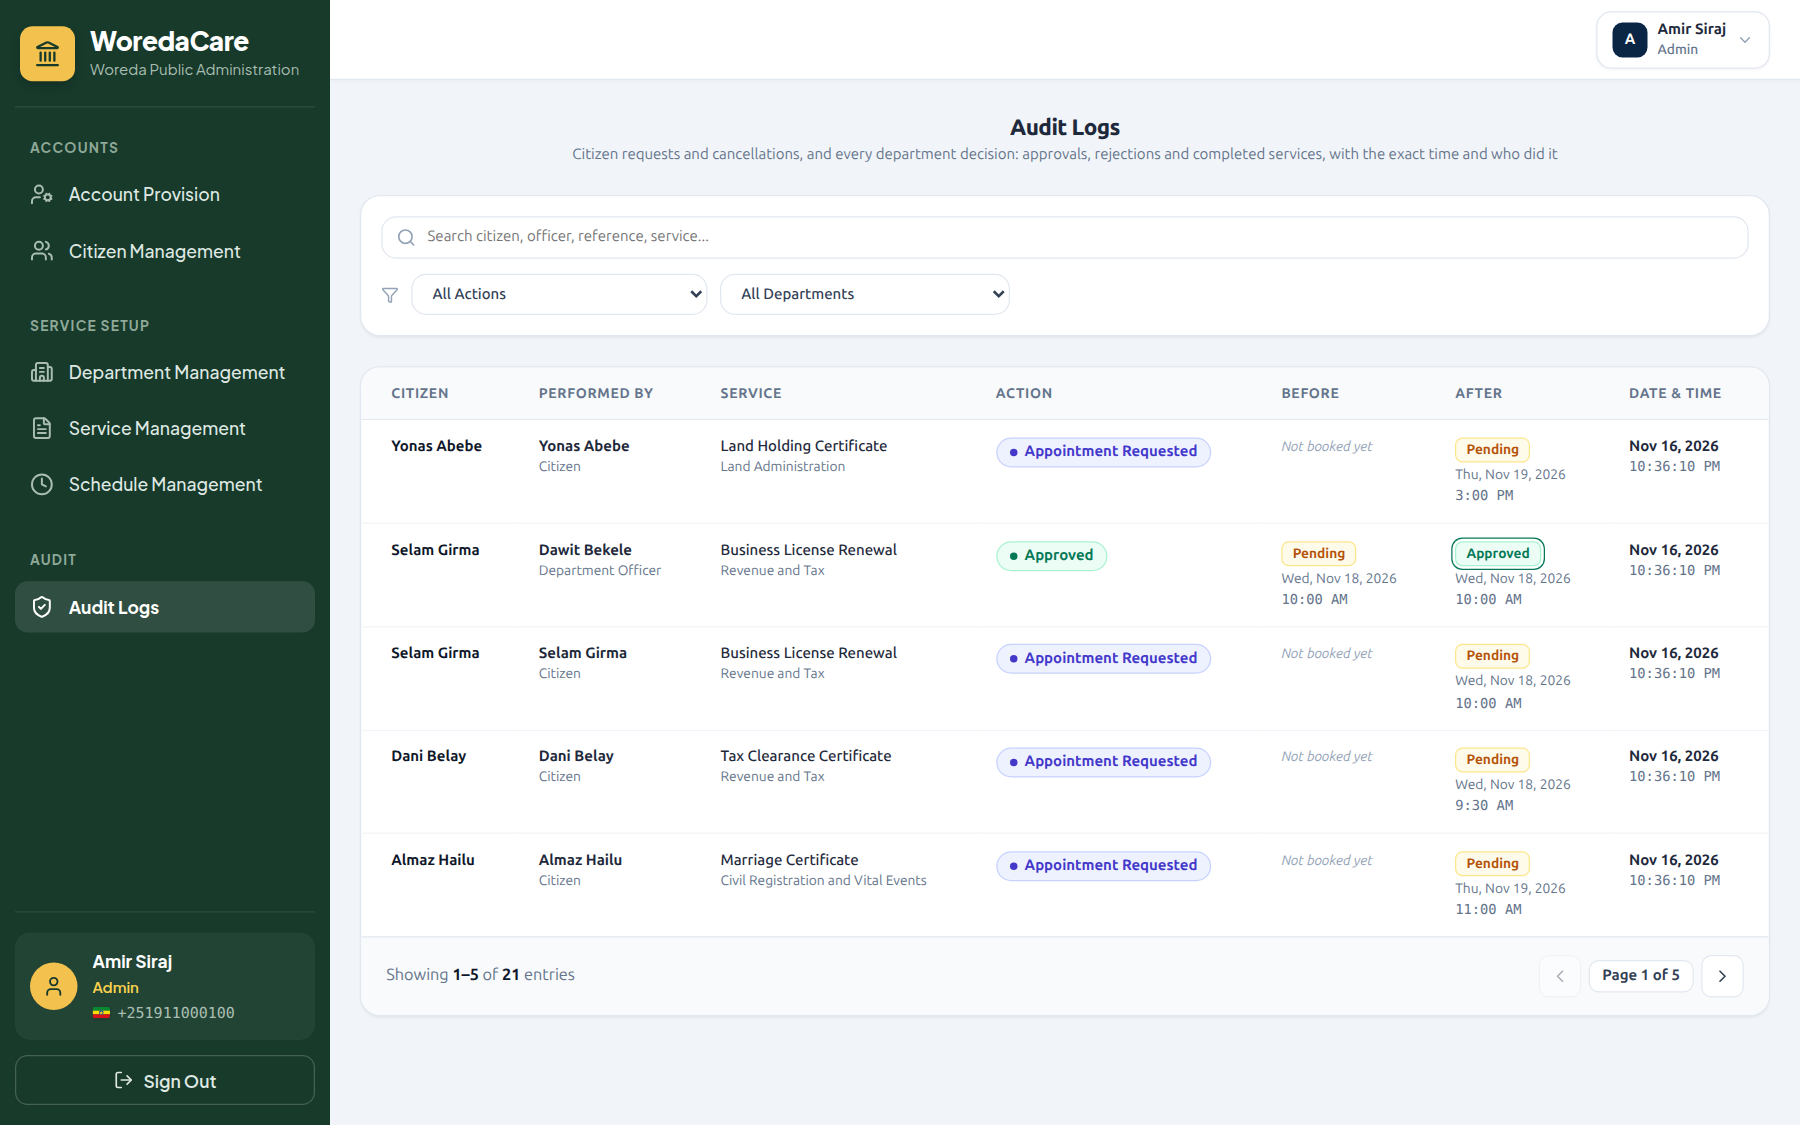 WoredaCare
Woreda Public Administration
ACCOUNTS
Account Provision
Citizen Management
SERVICE SETUP
Department Management
Service Management
Schedule Management
AUDIT
Audit Logs
Amir Siraj
Admin
+251911000100
Sign Out
A
Amir Siraj
Admin
Audit Logs
Citizen requests and cancellations, and every department decision: approvals, rejections and completed services, with the exact time and who did it
Search citizen, officer, reference, service...
All Actions All Departments
CITIZEN PERFORMED BY SERVICE ACTION BEFORE AFTER DATE & TIME
Yonas Abebe Yonas Abebe Land Holding Certificate Appointment Requested Not booked yet Pending Nov 16, 2026
Citizen Land Administration Thu, Nov 19, 2026 10:36:10 PM
3:00 PM
Selam Girma Dawit Bekele Business License Renewal Approved Pending Approved Nov 16, 2026
Department Officer Revenue and Tax Wed, Nov 18, 2026 Wed, Nov 18, 2026 10:36:10 PM
10:00 AM 10:00 AM
Selam Girma Selam Girma Business License Renewal Appointment Requested Not booked yet Pending Nov 16, 2026
Citizen Revenue and Tax Wed, Nov 18, 2026 10:36:10 PM
10:00 AM
Dani Belay Dani Belay Tax Clearance Certificate Appointment Requested Not booked yet Pending Nov 16, 2026
Citizen Revenue and Tax Wed, Nov 18, 2026 10:36:10 PM
9:30 AM
Almaz Hailu Almaz Hailu Marriage Certificate Appointment Requested Not booked yet Pending Nov 16, 2026
Citizen Civil Registration and Vital Events Thu, Nov 19, 2026 10:36:10 PM
11:00 AM
Showing 1–5 of 21 entries
Page 1 of 5